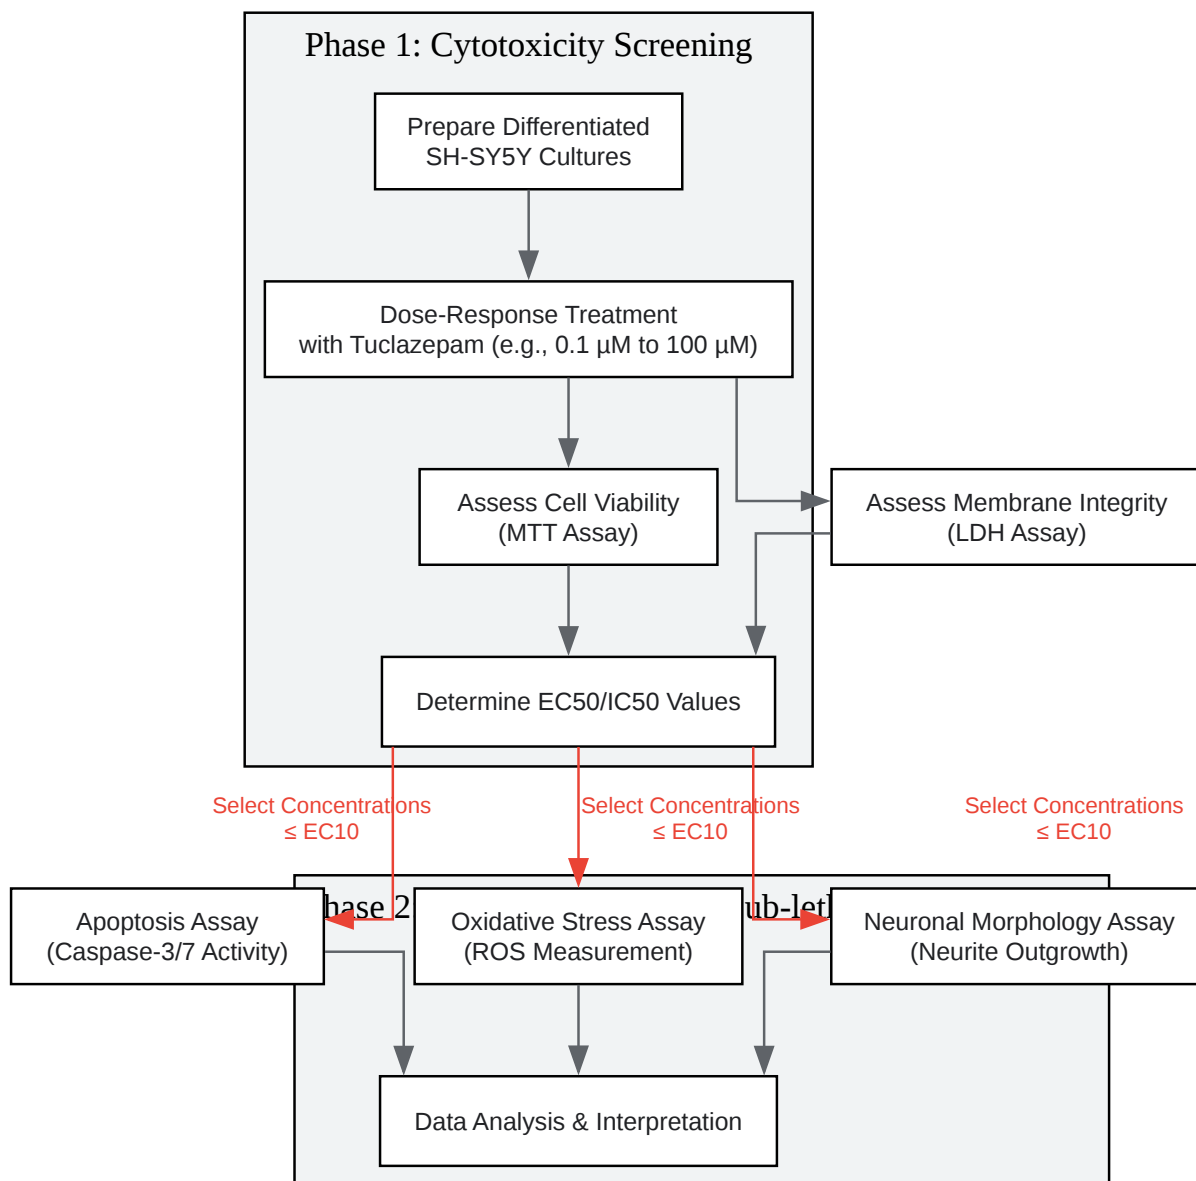 Phase 1: Cytotoxicity Screening
Prepare Differentiated
SH-SY5Y Cultures
Dose-Response Treatment
with Tuclazepam (e.g., 0.1 µM to 100 µM)
Assess Cell Viability
(MTT Assay)
Assess Membrane Integrity
(LDH Assay)
Determine EC50/IC50 Values
Select Concentrations
≤ EC10
Select Concentrations
≤ EC10
Select Concentrations
≤ EC10
hase 2
Apoptosis Assay
(Caspase-3/7 Activity)
Oxidative Stress Assay
(ROS Measurement)
Neuronal Morphology Assay
(Neurite Outgrowth)
Data Analysis & Interpretation